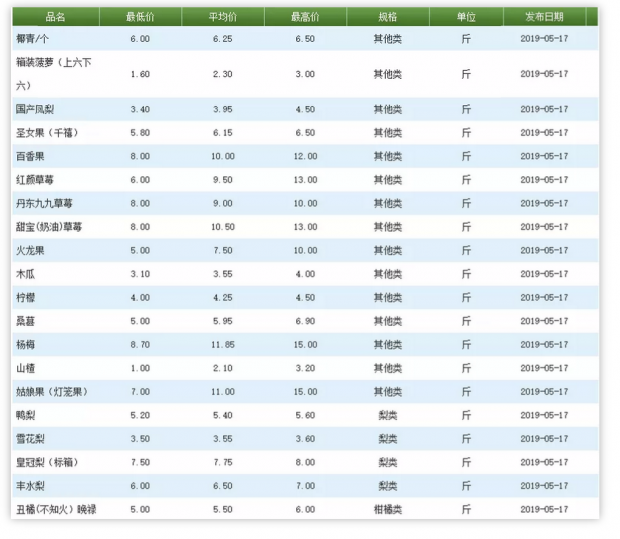 品名 最低价 平均价 最高价 规格 单位 发布日期
椰青/个 6.00 6.25 6.50 其他类 斤 2019-05-17
箱装菠萝（上六下
六） 1.60 2.30 3.00 其他类 斤 2019-05-17
国产凤梨 3.40 3.95 4.50 其他类 斤 2019-05-17
圣女果（千禧） 5.80 6.15 6.50 其他类 斤 2019-05-17
百香果 8.00 10.00 12.00 其他类 斤 2019-05-17
红颜草莓 6.00 9.50 13.00 其他类 斤 2019-05-17
丹东九九草莓 8.00 9.00 10.00 其他类 斤 2019-05-17
甜宝(奶油)草莓 8.00 10.50 13.00 其他类 斤 2019-05-17
火龙果 5.00 7.50 10.00 其他类 斤 2019-05-17
木瓜 3.10 3.55 4.00 其他类 斤 2019-05-17
柠檬 4.00 4.25 4.50 其他类 斤 2019-05-17
桑葚 5.00 5.95 6.90 其他类 斤 2019-05-17
杨梅 8.70 11.85 15.00 其他类 斤 2019-05-17
山楂 1.00 2.10 3.20 其他类 斤 2019-05-17
姑娘果（灯笼果） 7.00 11.00 15.00 其他类 斤 2019-05-17
鸭梨 5.20 5.40 5.60 梨类 斤 2019-05-17
雪花梨 3.50 3.55 3.60 梨类 斤 2019-05-17
皇冠梨（标箱） 7.50 7.75 8.00 梨类 斤 2019-05-17
丰水梨 6.00 6.50 7.00 梨类 斤 2019-05-17
丑橘(不知火）晚禄 5.00 5.50 6.00 柑橘类 斤 2019-05-17